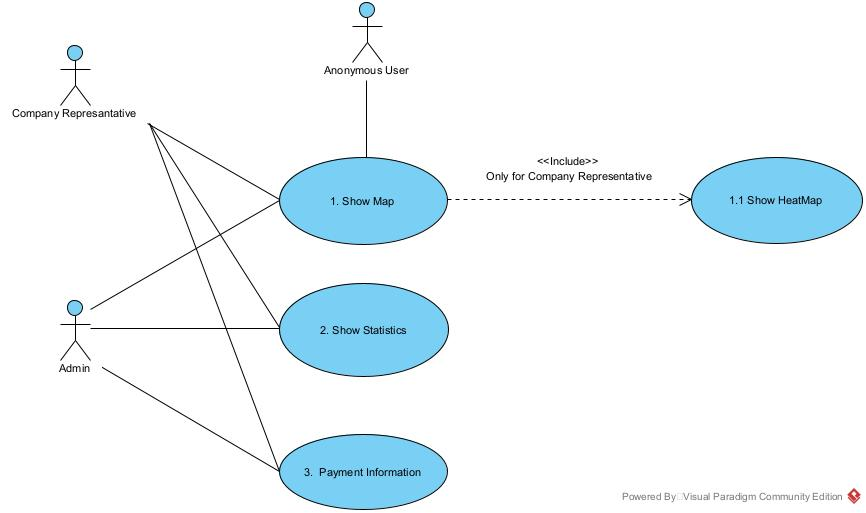 Anonymous User
Company Represantative
<<Include>>
Only for Company Representative
1. Show Map
1.1 Show HeatMap
2. Show Statistics
Admin
3. Payment Information
Powered By Visual Paradigm Community Edition